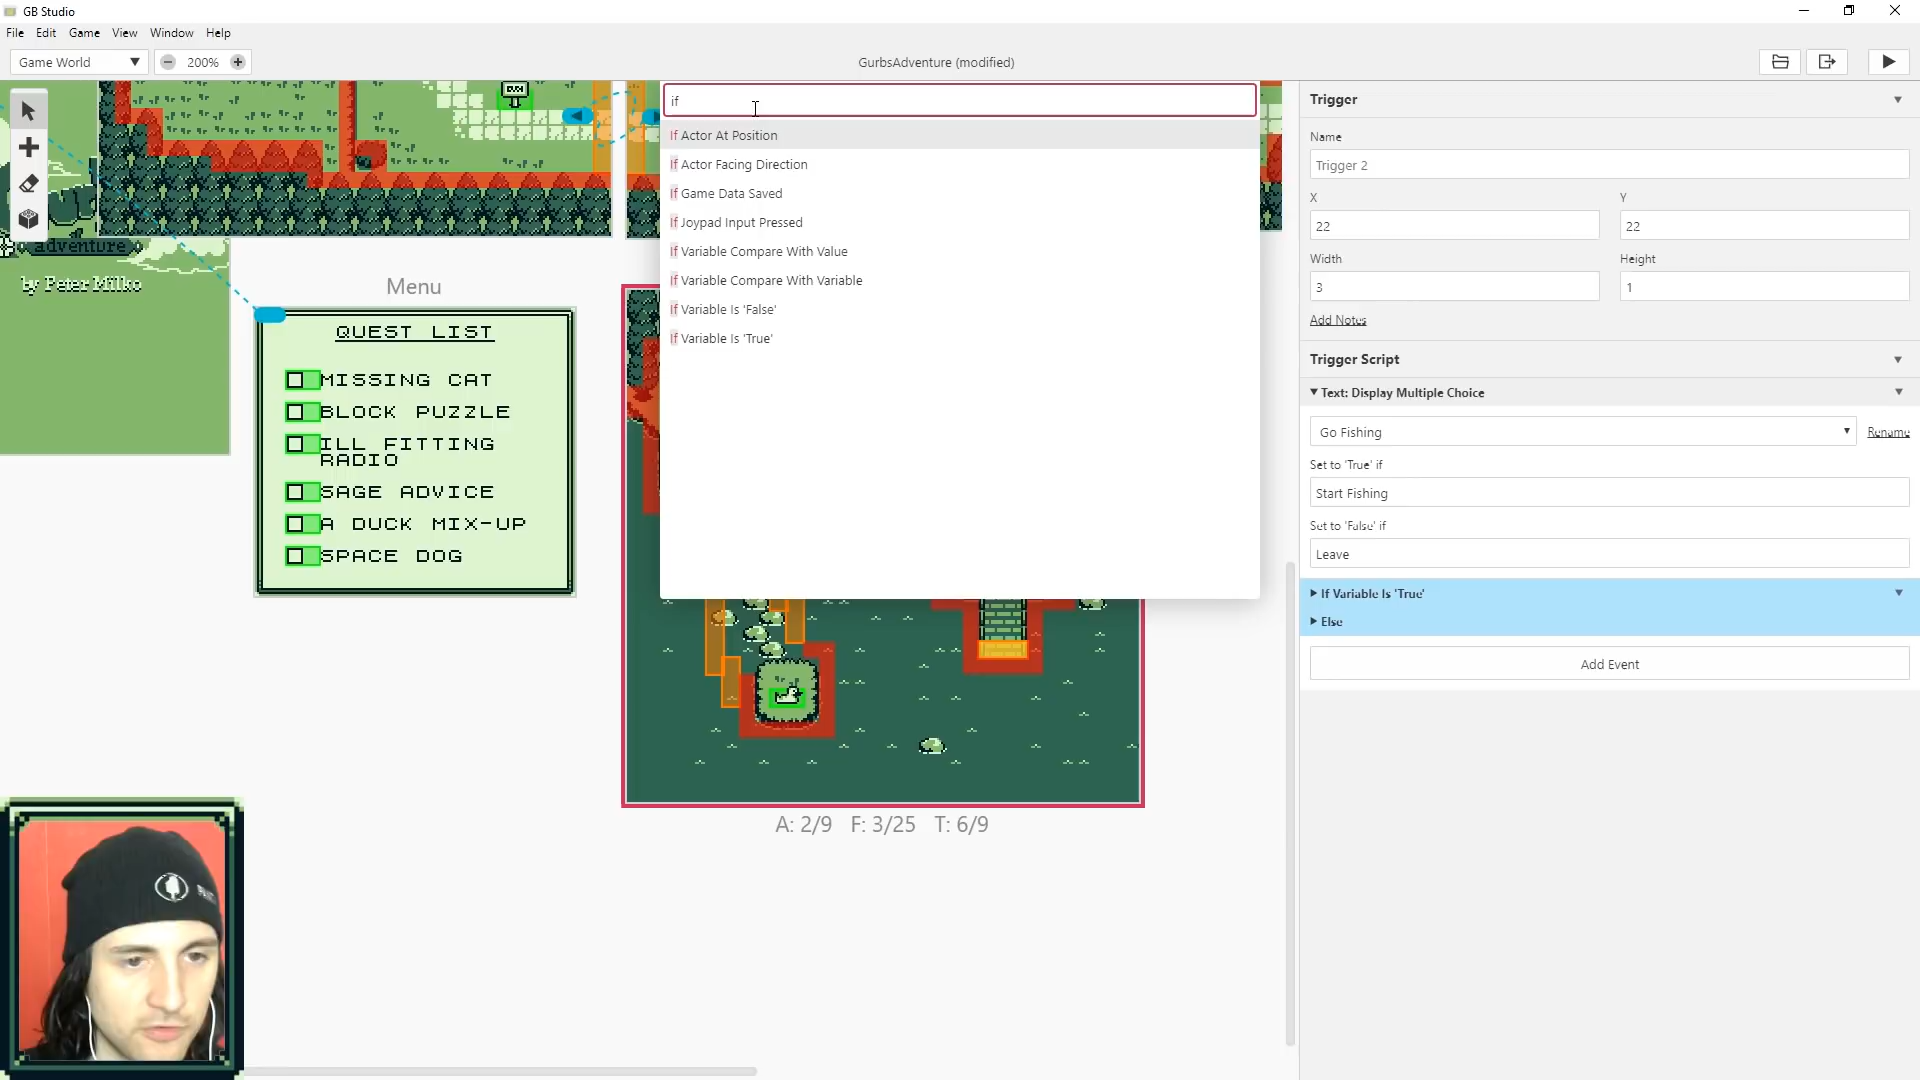 GB Studio
File Edit Game View Window Help
Game World
200%
GurbsAdventure (modified)
adventure
by Peter Milko
Menu
QUEST LIST
MISSING CAT
BLOCK PUZZLE
ILL FITTING
RADIO
SAGE ADVICE
A DUCK MIX-UP
SPACE DOG
if
If Actor At Position
If Actor Facing Direction
If Game Data Saved
If Joypad Input Pressed
If Variable Compare With Value
If Variable Compare With Variable
If Variable Is 'False'
If Variable Is 'True'
A: 2/9 F: 3/25 T: 6/9
Trigger
Name
Trigger 2
X Y
22 22
Width Height
3 1
Add Notes
Trigger Script
Text: Display Multiple Choice
Go Fishing Rename
Set to 'True' if
Start Fishing
Set to 'False' if
Leave
If Variable Is 'True'
Else
Add Event